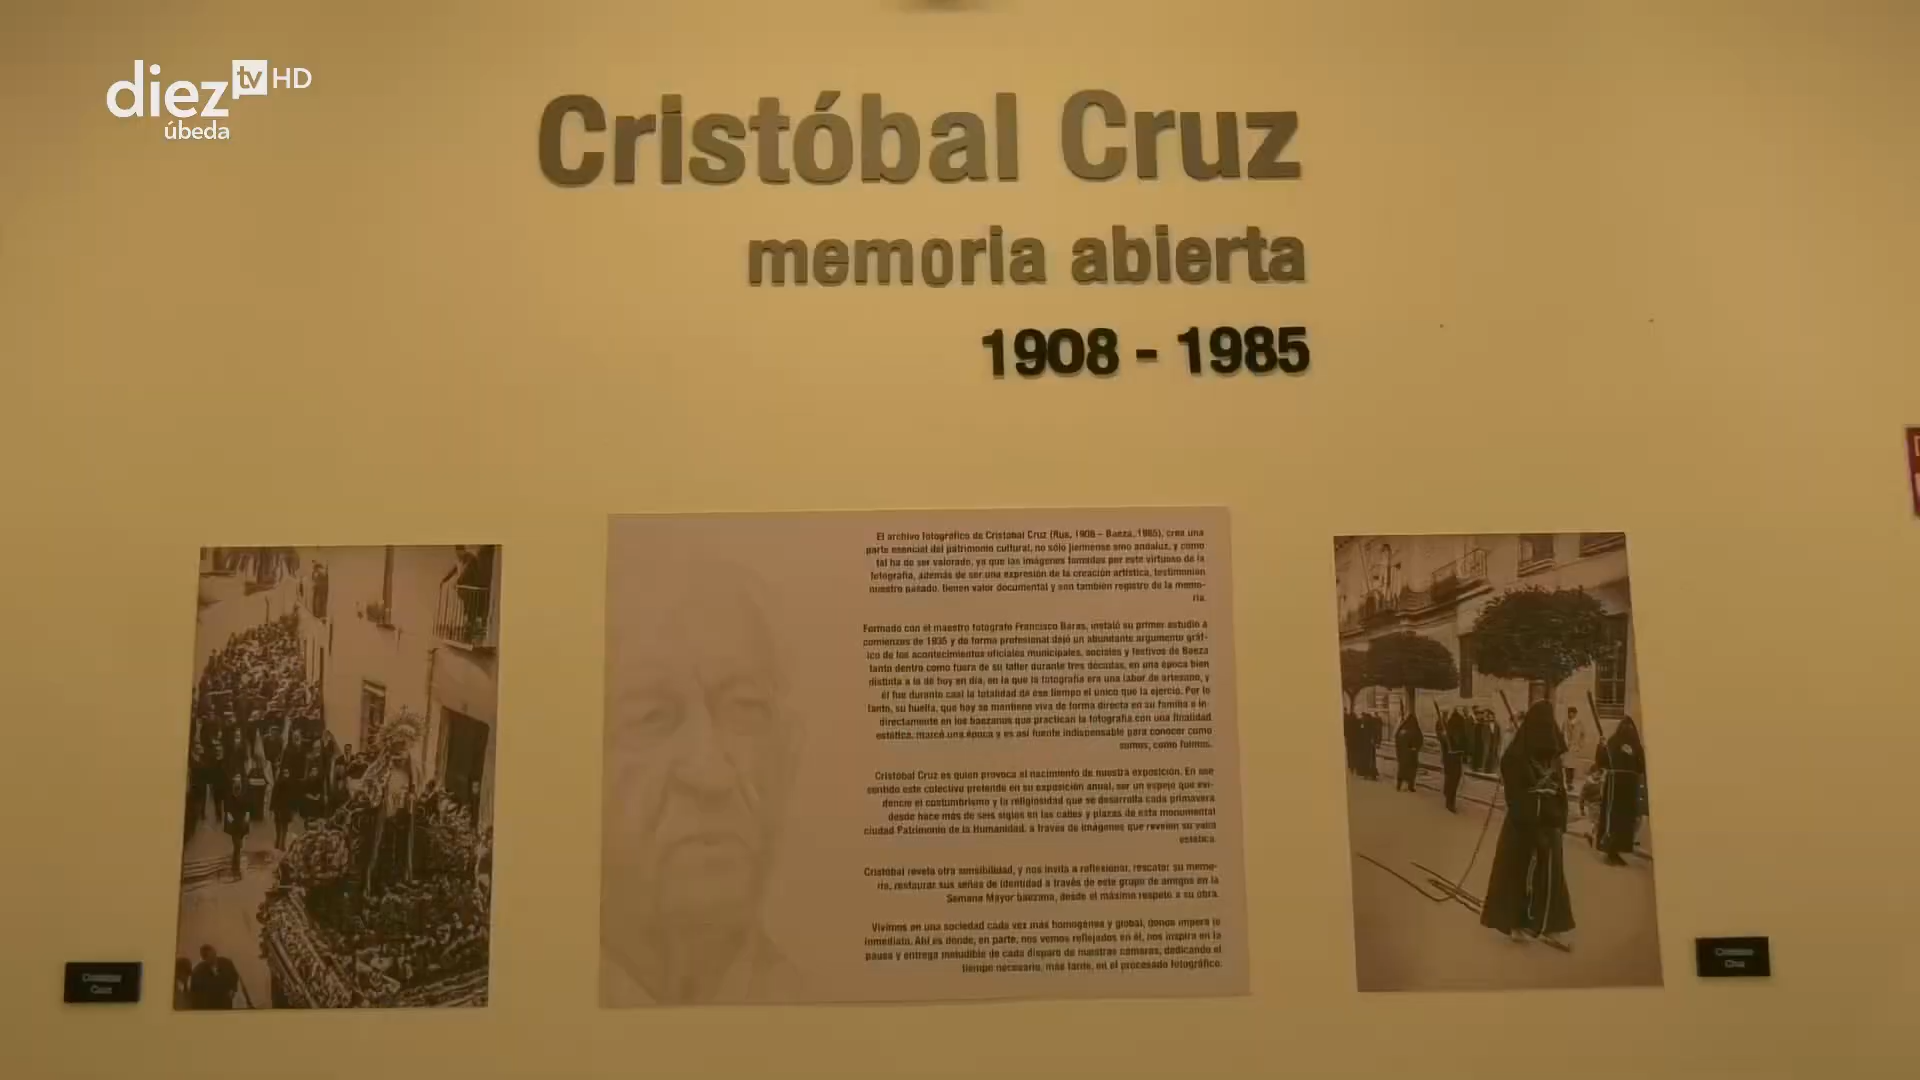 diez tv HD
úbeda
Cristóbal Cruz
memoria abierta
1908 - 1985
El archivo fotográfico de Cristóbal Cruz (Rus, 1908 – Baeza, 1985), crea una
parte esencial del patrimonio cultural, no sólo jiennense sino andaluz, y como
tal ha de ser valorado, ya que las imágenes tomadas por este virtuoso de la
fotografía, además de ser una expresión de la creación artística, testimonian
nuestro pasado, tienen valor documental y son también registro de la memo-
ria.
Formado con el maestro fotógrafo Francisco Baras, instaló su primer estudio a
comienzos de 1935 y de forma profesional dejó un abundante argumento gráf-
ico de los acontecimientos oficiales municipales, sociales y festivos de Baeza
tanto dentro como fuera de su taller durante tres décadas, en una época bien
distinta a la de hoy en día, en la que la fotografía era una labor de artesano, y
él fue durante casi la totalidad de ese tiempo el único que la ejerció. Por lo
tanto, su huella, que hoy se mantiene viva de forma directa en su familia e in-
directamente en los baezanos que practican la fotografía con una finalidad
estética, marcó una época y es así fuente indispensable para conocer como
somos, como fuimos.
Cristóbal Cruz es quien provoca el nacimiento de nuestra exposición. En ese
sentido este colectivo pretende en su exposición anual, ser un espejo que evi-
dencie el costumbrismo y la religiosidad que se desarrolla cada primavera
desde hace más de seis siglos en las calles y plazas de esta monumental
ciudad Patrimonio de la Humanidad, a través de imágenes que revelen su valía
estética.
Cristóbal revela otra sensibilidad, y nos invita a reflexionar, rescatar su memo-
ria, restaurar sus señas de identidad a través de este grupo de amigos en la
Semana Mayor baezana, desde el máximo respeto a su obra.
Vivimos en una sociedad cada vez más homogénea y global, donde impera lo
inmediato. Ahí es donde, en parte, nos vemos reflejados en él, nos inspira en la
pausa y entrega ineludible de cada disparo de nuestras cámaras, dedicando el
tiempo necesario, más tarde, en el procesado fotográfico.
Cristóbal
Cruz
Cristóbal
Cruz